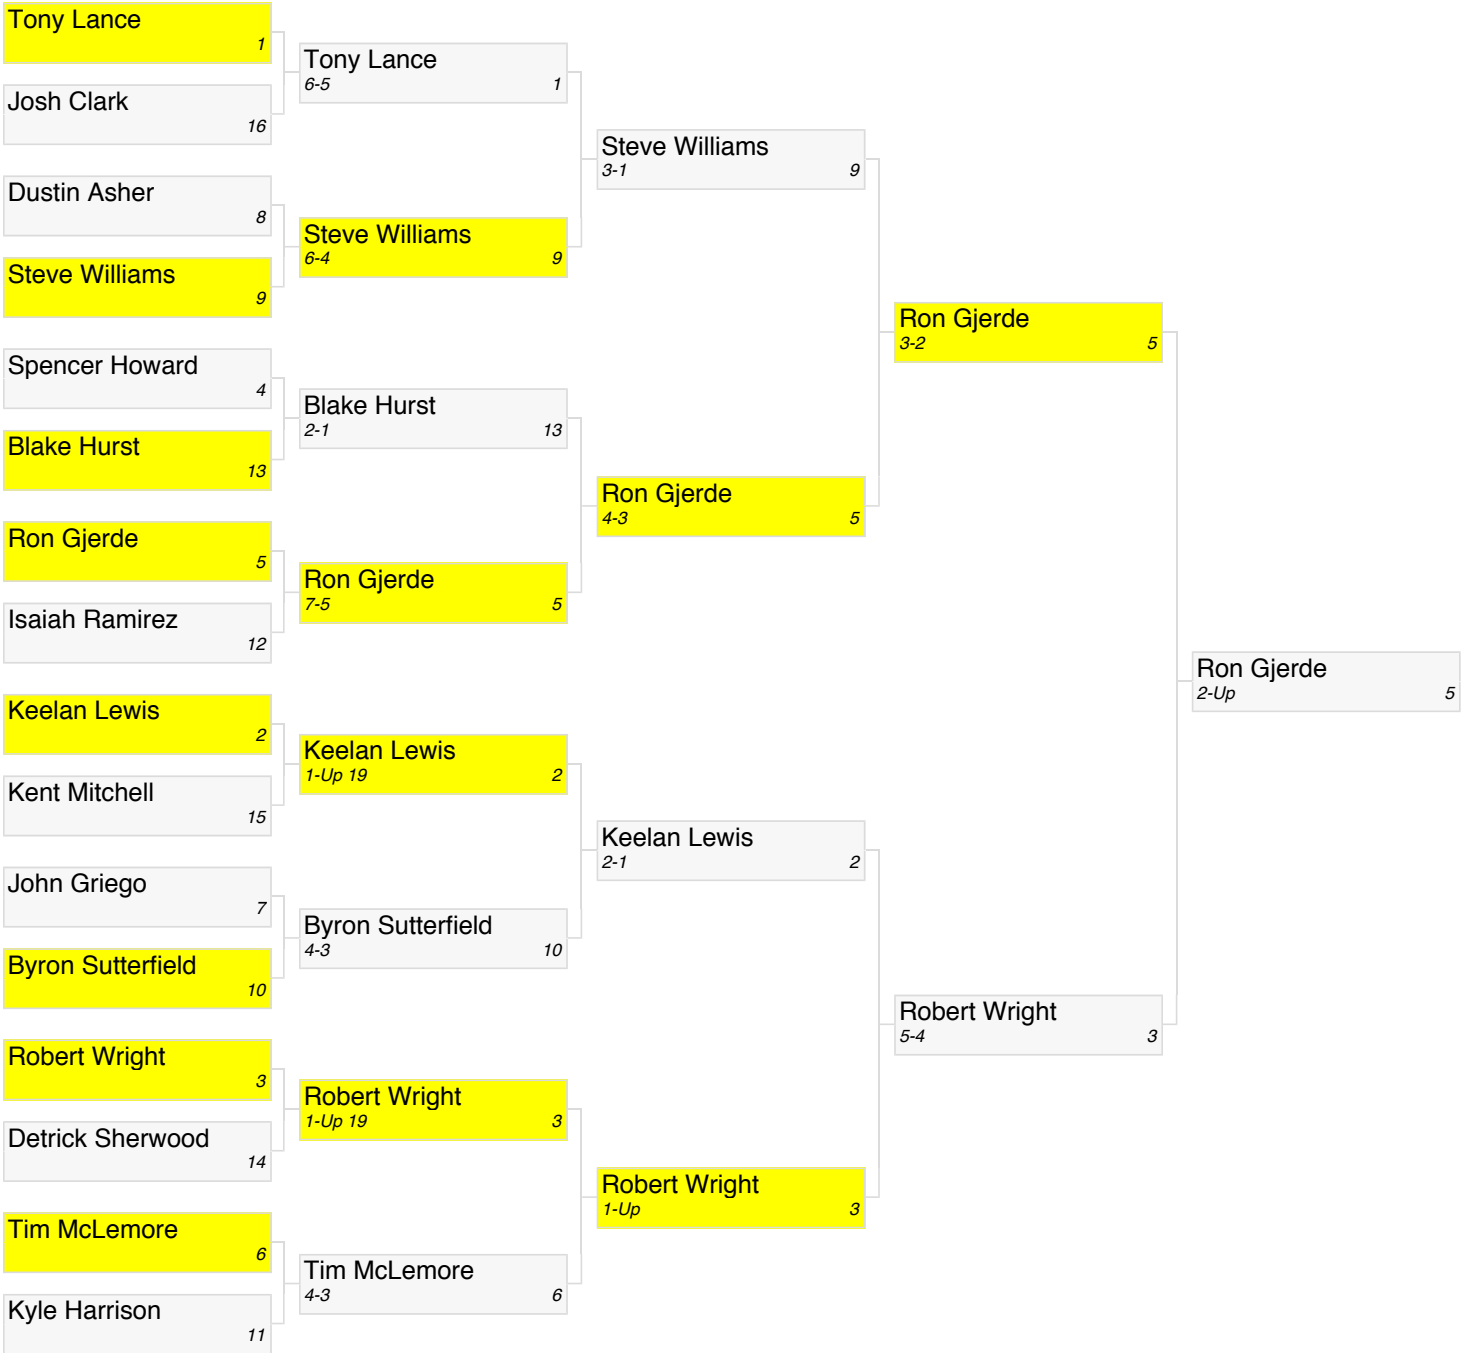 Tony Lance
1
Josh Clark
16
Dustin Asher
8
Steve Williams
9
Spencer Howard
4
Blake Hurst
13
Ron Gjerde
5
Isaiah Ramirez
12
Keelan Lewis
2
Kent Mitchell
15
John Griego
7
Byron Sutterfield
10
Robert Wright
3
Detrick Sherwood
14
Tim McLemore
6
Kyle Harrison
11
Tony Lance
6-5 1
Steve Williams
6-4 9
Blake Hurst
2-1 13
Ron Gjerde
7-5 5
Keelan Lewis
1-Up 19 2
Byron Sutterfield
4-3 10
Robert Wright
1-Up 19 3
Tim McLemore
4-3 6
Steve Williams
3-1 9
Ron Gjerde
4-3 5
Keelan Lewis
2-1 2
Robert Wright
1-Up 3
Ron Gjerde
3-2 5
Robert Wright
5-4 3
Ron Gjerde
2-Up 5